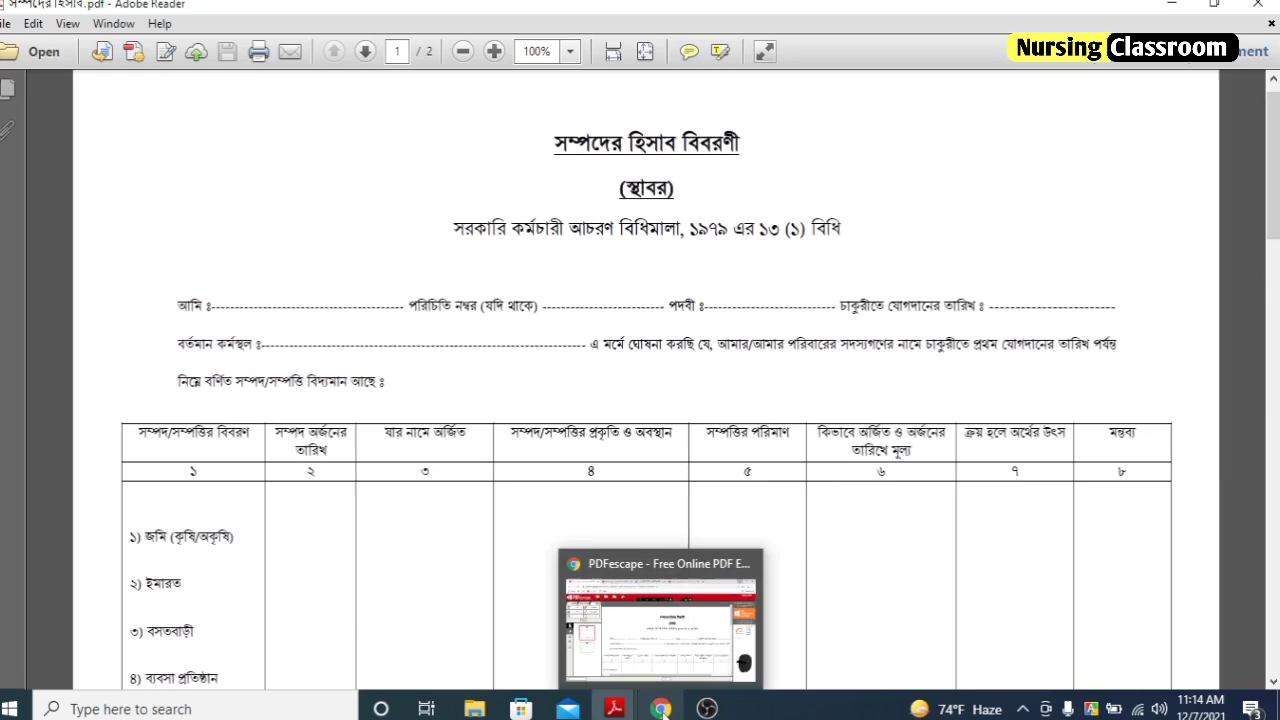 সম্পদের হিসাব.pdf - Adobe Reader
Edit View Window Help
Open 1 / 2 100%
Nursing Classroom
সম্পদের হিসাব বিবরণী
(স্থাবর)
সরকারি কর্মচারী আচরণ বিধিমালা, ১৯৭৯ এর ১৩ (১) বিধি
আমি ঃ---------------------------------------- পরিচিতি নম্বর (যদি থাকে) ------------------------- পদবী ঃ--------------------------- চাকুরীতে যোগদানের তারিখ ঃ --------------------------
বর্তমান কর্মস্থল ঃ-------------------------------------------------------------------- এ মর্মে ঘোষনা করছি যে, আমার/আমার পরিবারের সদস্যগণের নামে চাকুরীতে প্রথম যোগদানের তারিখ পর্যন্ত
নিম্নে বর্ণিত সম্পদ/সম্পত্তি বিদ্যমান আছে ঃ
সম্পদ/সম্পত্তির বিবরণ সম্পদ অর্জনের তারিখ যার নামে অর্জিত সম্পদ/সম্পত্তির প্রকৃতি ও অবস্থান সম্পত্তির পরিমাণ কিভাবে অর্জিত ও অর্জনের তারিখে মূল্য ক্রয় হলে অর্থের উৎস মন্তব্য
১ ২ ৩ ৪ ৫ ৬ ৭ ৮
১) জমি (কৃষি/অকৃষি)
২) ইমারত
৩) বসতবাড়ী
৪) ব্যবসা প্রতিষ্ঠান
PDFescape - Free Online PDF E...
Type here to search
74°F Haze
11:14 AM
12/7/2021
3